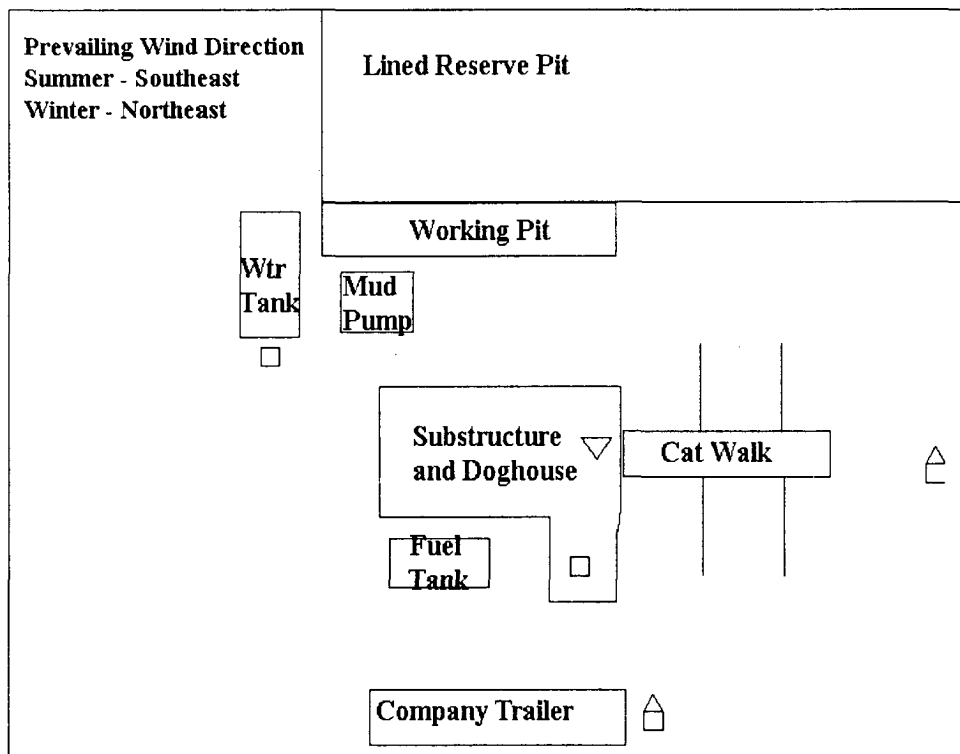 Prevailing Wind Direction
Summer - Southeast
Winter - Northeast
Lined Reserve Pit
Working Pit
Wtr
Tank
Mud
Pump
Substructure
and Doghouse
Cat Walk
Fuel
Tank
Company Trailer